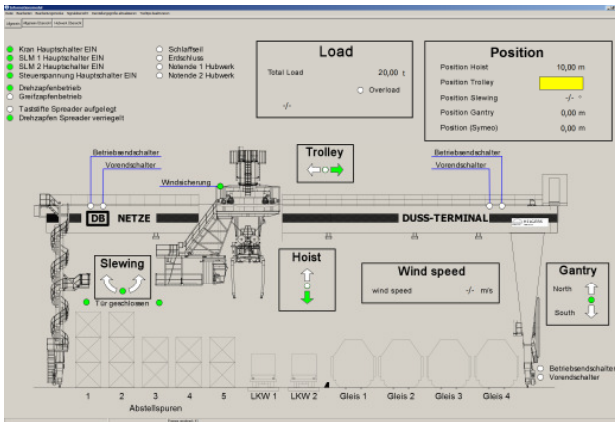 Kran Hauptschalter EIN
SLM 1 Hauptschalter EIN
SLM 2 Hauptschalter EIN
Steuerspannung Hauptschalter EIN
Drehzapfenbetrieb
Greifzapfenbetrieb
Taststifte Spreader aufgelegt
Drehzapfen Spreader verriegelt
Schlaffseil
Erdschluss
Notende 1 Hubwerk
Notende 2 Hubwerk
Load
Total Load 20,00 t
Overload
-/-
Position
Position Hoist 10,00 m
Position Trolley
Position Slewing -/- °
Position Gantry 0,00 m
Position (Symeo) 0,00 m
Betriebsendschalter
Vorendschalter
Windsicherung
Trolley
Betriebsendschalter
Vorendschalter
DB NETZE
DUSS-TERMINAL
Slewing
Tür geschlossen
Hoist
Wind speed
wind speed -/- m/s
Gantry
North
South
Betriebsendschalter
Vorendschalter
1 2 3 4 5 LKW 1 LKW 2 Gleis 1 Gleis 2 Gleis 3 Gleis 4
Abstellspuren